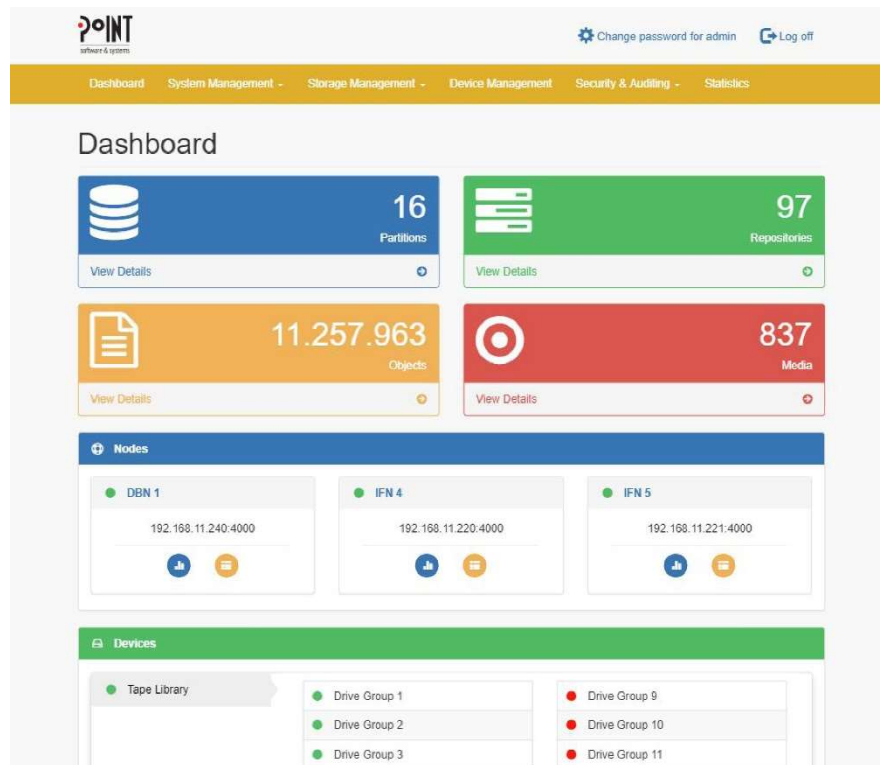 POINT
software & systems
Change password for admin
Log off
Dashboard System Management Storage Management Device Management Security & Auditing Statistics
Dashboard
16
Partitions
View Details
97
Repositories
View Details
11.257.963
Objects
View Details
837
Media
View Details
Nodes
DBN 1
192.168.11.240:4000
IFN 4
192.168.11.220:4000
IFN 5
192.168.11.221:4000
Devices
Tape Library
Drive Group 1
Drive Group 2
Drive Group 3
Drive Group 9
Drive Group 10
Drive Group 11